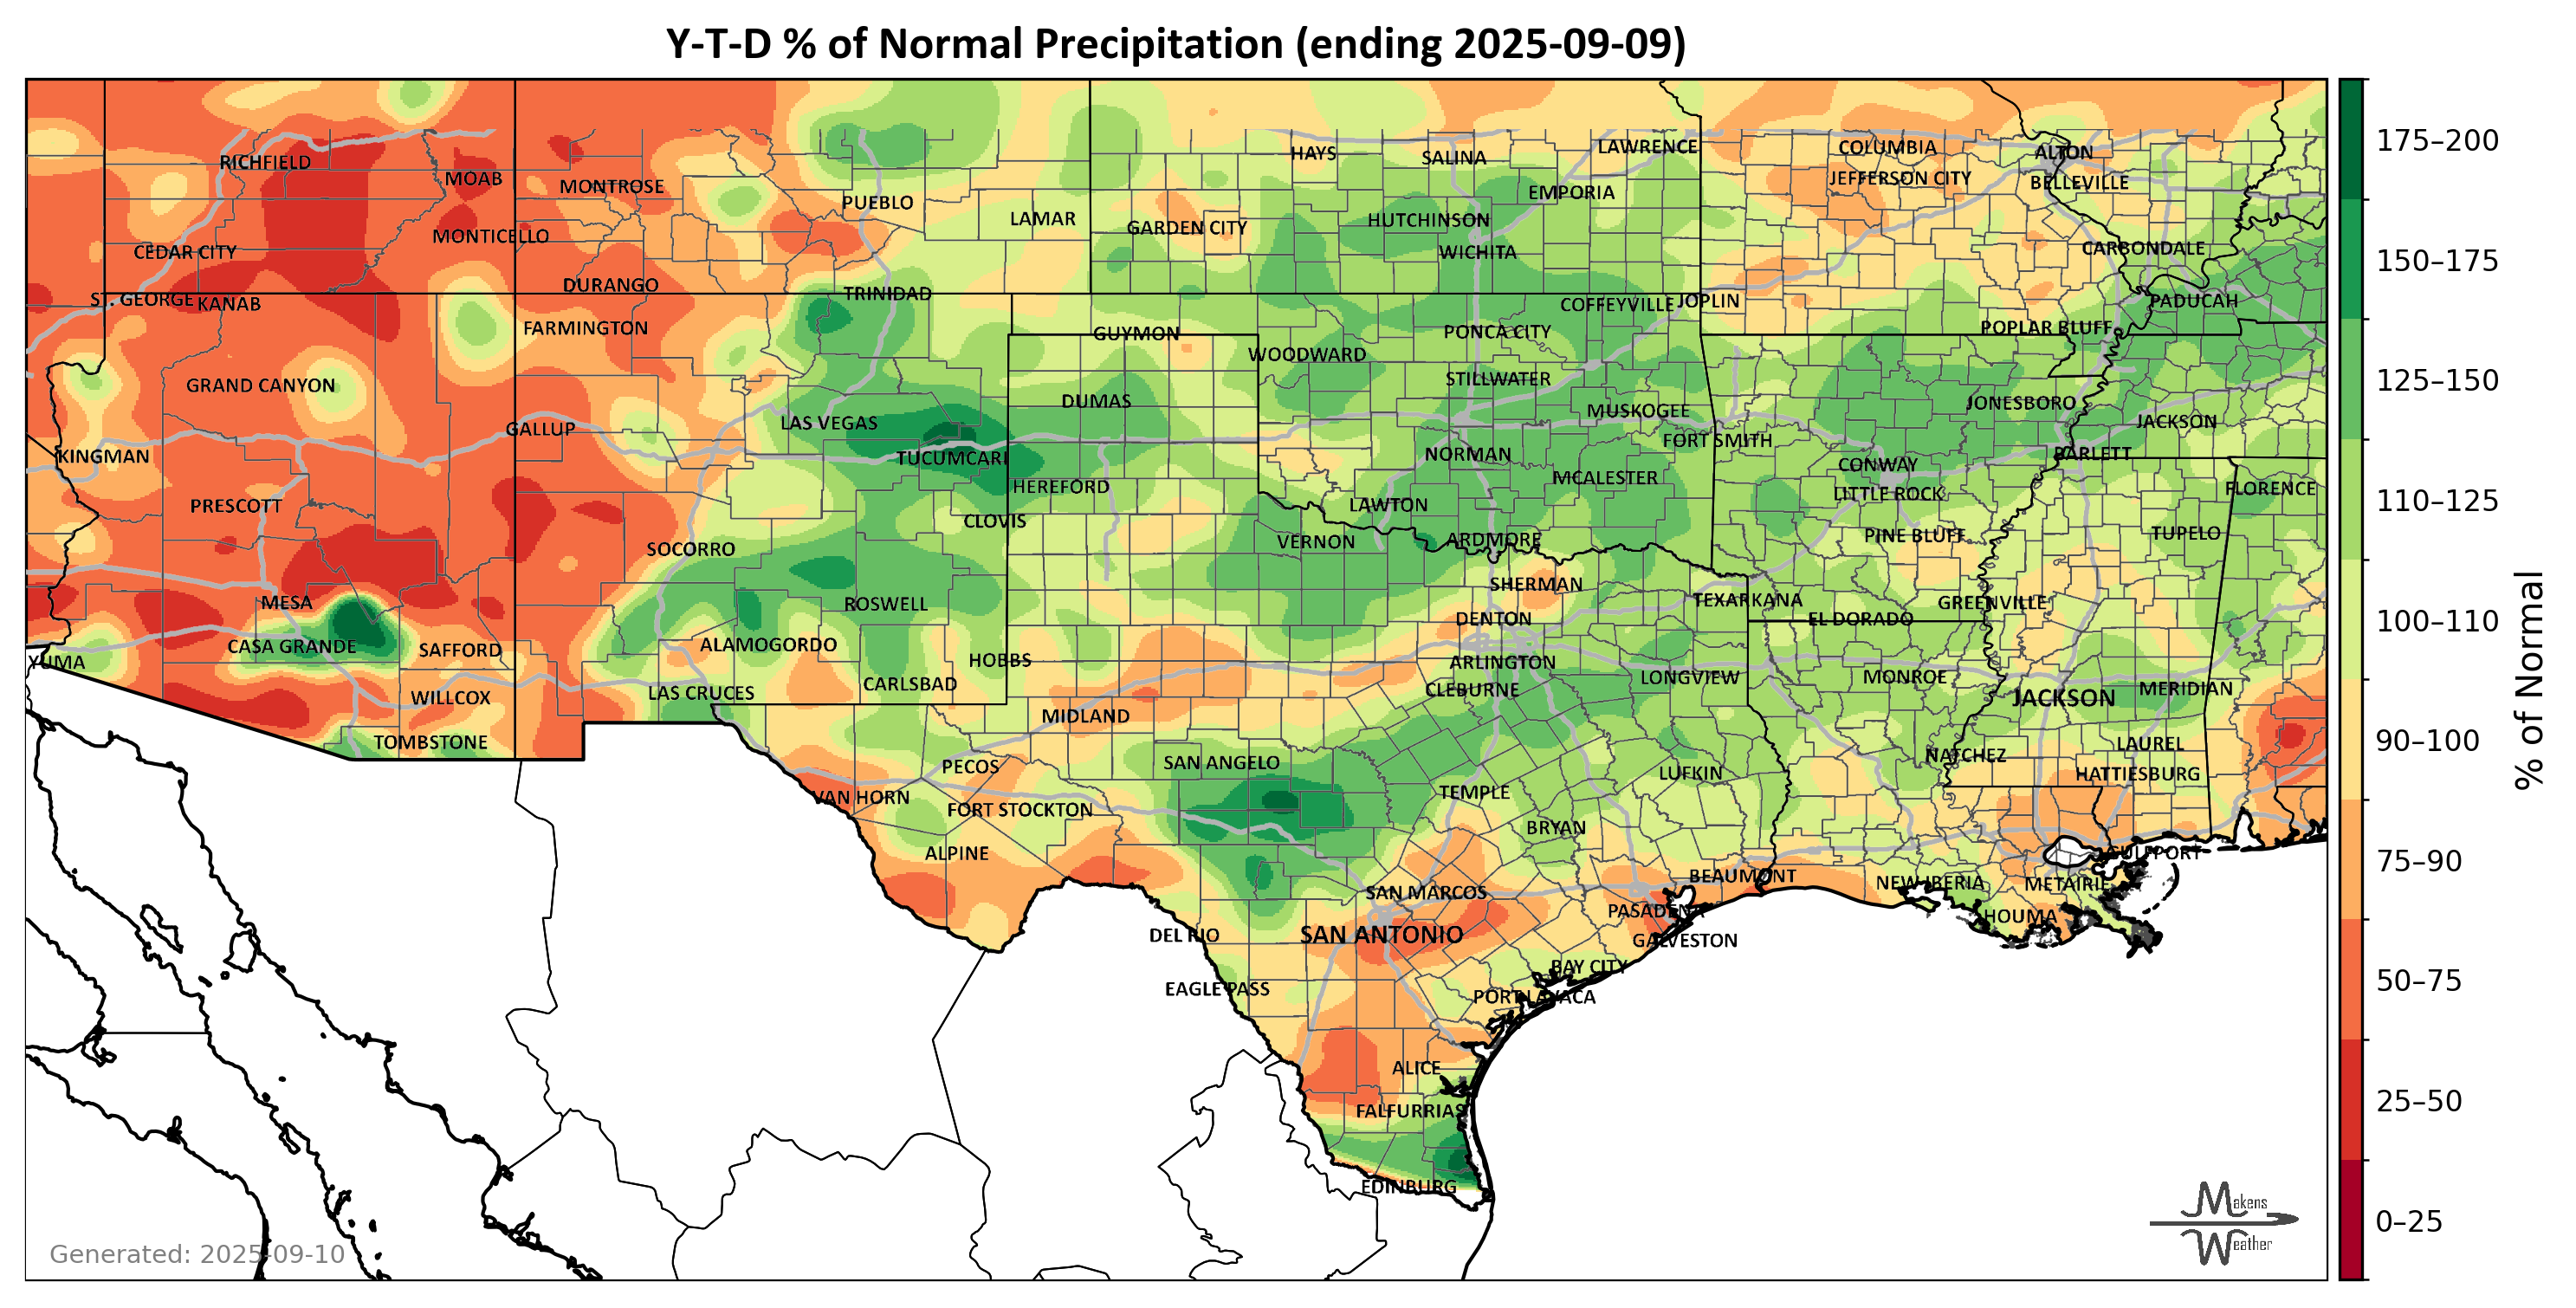 Y-T-D % of Normal Precipitation (ending 2025-09-09)
RICHFIELD
MOAB
MONTROSE
PUEBLO
LAMAR
HAYS
SALINA
LAWRENCE
COLUMBIA
ALTON
JEFFERSON CITY
BELLEVILLE
EMPORIA
GARDEN CITY
HUTCHINSON
MONTICELLO
CEDAR CITY
WICHITA
CARBONDALE
DURANGO
TRINIDAD
ST. GEORGE
KANAB
COFFEYVILLE
JOPLIN
PADUCAH
FARMINGTON
GUYMON
PONCA CITY
POPLAR BLUFF
WOODWARD
GRAND CANYON
STILLWATER
DUMAS
MUSKOGEE
JONESBORO
LAS VEGAS
JACKSON
GALLUP
FORT SMITH
KINGMAN
TUCUMCARI
NORMAN
CONWAY
BARLETT
HEREFORD
MCALESTER
LITTLE ROCK
FLORENCE
PRESCOTT
LAWTON
CLOVIS
PINE BLUFF
TUPELO
SOCORRO
VERNON
ARDMORE
SHERMAN
MESA
ROSWELL
TEXARKANA
GREENVILLE
DENTON
EL DORADO
CASA GRANDE
SAFFORD
ALAMOGORDO
HOBBS
ARLINGTON
YUMA
CARLSBAD
CLEBURNE
LONGVIEW
MONROE
WILLCOX
LAS CRUCES
JACKSON
MERIDIAN
MIDLAND
TOMBSTONE
LAUREL
PECOS
SAN ANGELO
NATCHEZ
LUFKIN
HATTIESBURG
VAN HORN
FORT STOCKTON
TEMPLE
BRYAN
ALPINE
GULFPORT
BEAUMONT
NEW IBERIA
METAIRIE
SAN MARCOS
PASADENA
HOUMA
DEL RIO
SAN ANTONIO
GALVESTON
BAY CITY
EAGLE PASS
PORT LAVACA
ALICE
FALFURRIAS
EDINBURG
175–200
150–175
125–150
110–125
100–110
90–100
75–90
50–75
25–50
0–25
% of Normal
Makens
Weather
Generated: 2025-09-10